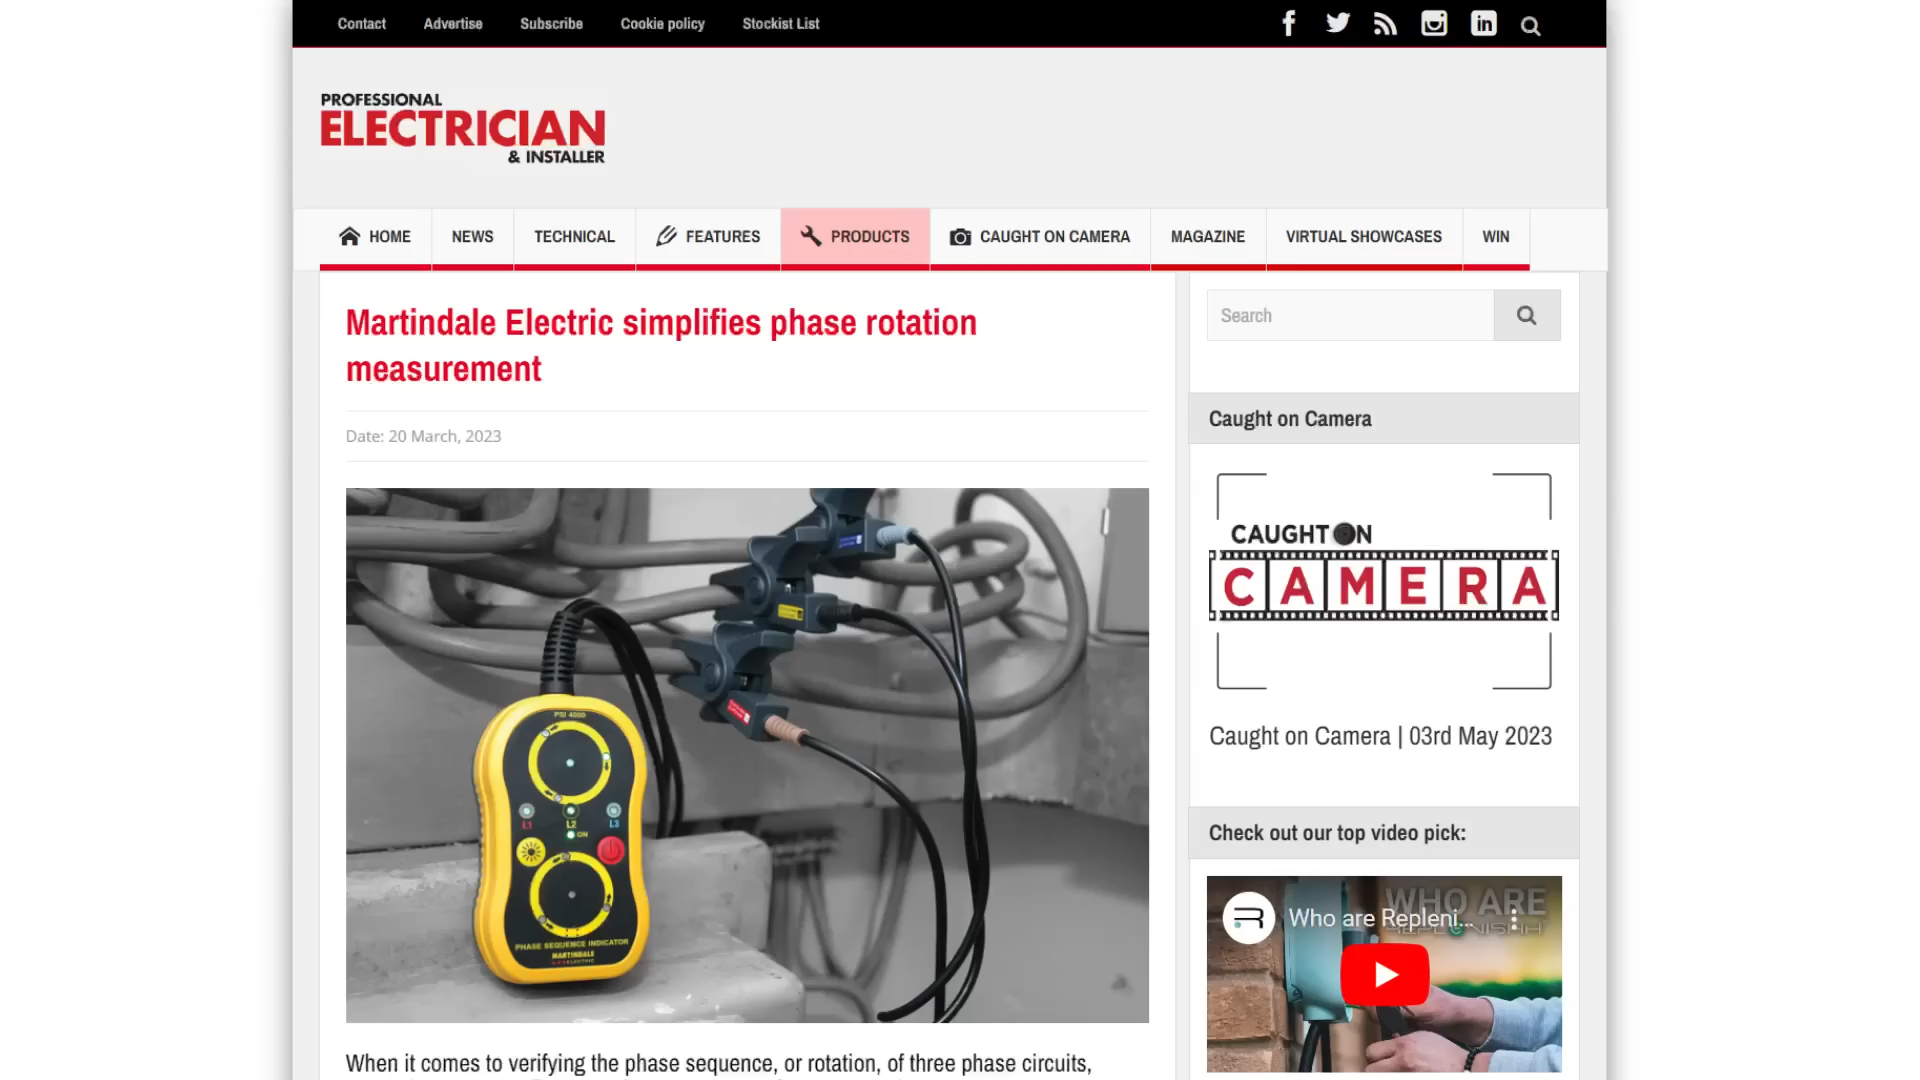 Contact
Advertise
Subscribe
Cookie policy
Stockist List
PROFESSIONAL
ELECTRICIAN
& INSTALLER
HOME
NEWS
TECHNICAL
FEATURES
PRODUCTS
CAUGHT ON CAMERA
MAGAZINE
VIRTUAL SHOWCASES
WIN
Martindale Electric simplifies phase rotation
measurement
Date: 20 March, 2023
PSI 4000
L1 L2 L3
ON
PHASE SEQUENCE INDICATOR
MARTINDALE
ELECTRIC
When it comes to verifying the phase sequence, or rotation, of three phase circuits,
Search
Caught on Camera
CAUGHT ON
CAMERA
Caught on Camera | 03rd May 2023
Check out our top video pick:
WHO ARE
Who are Repleni...
REPLENISHH